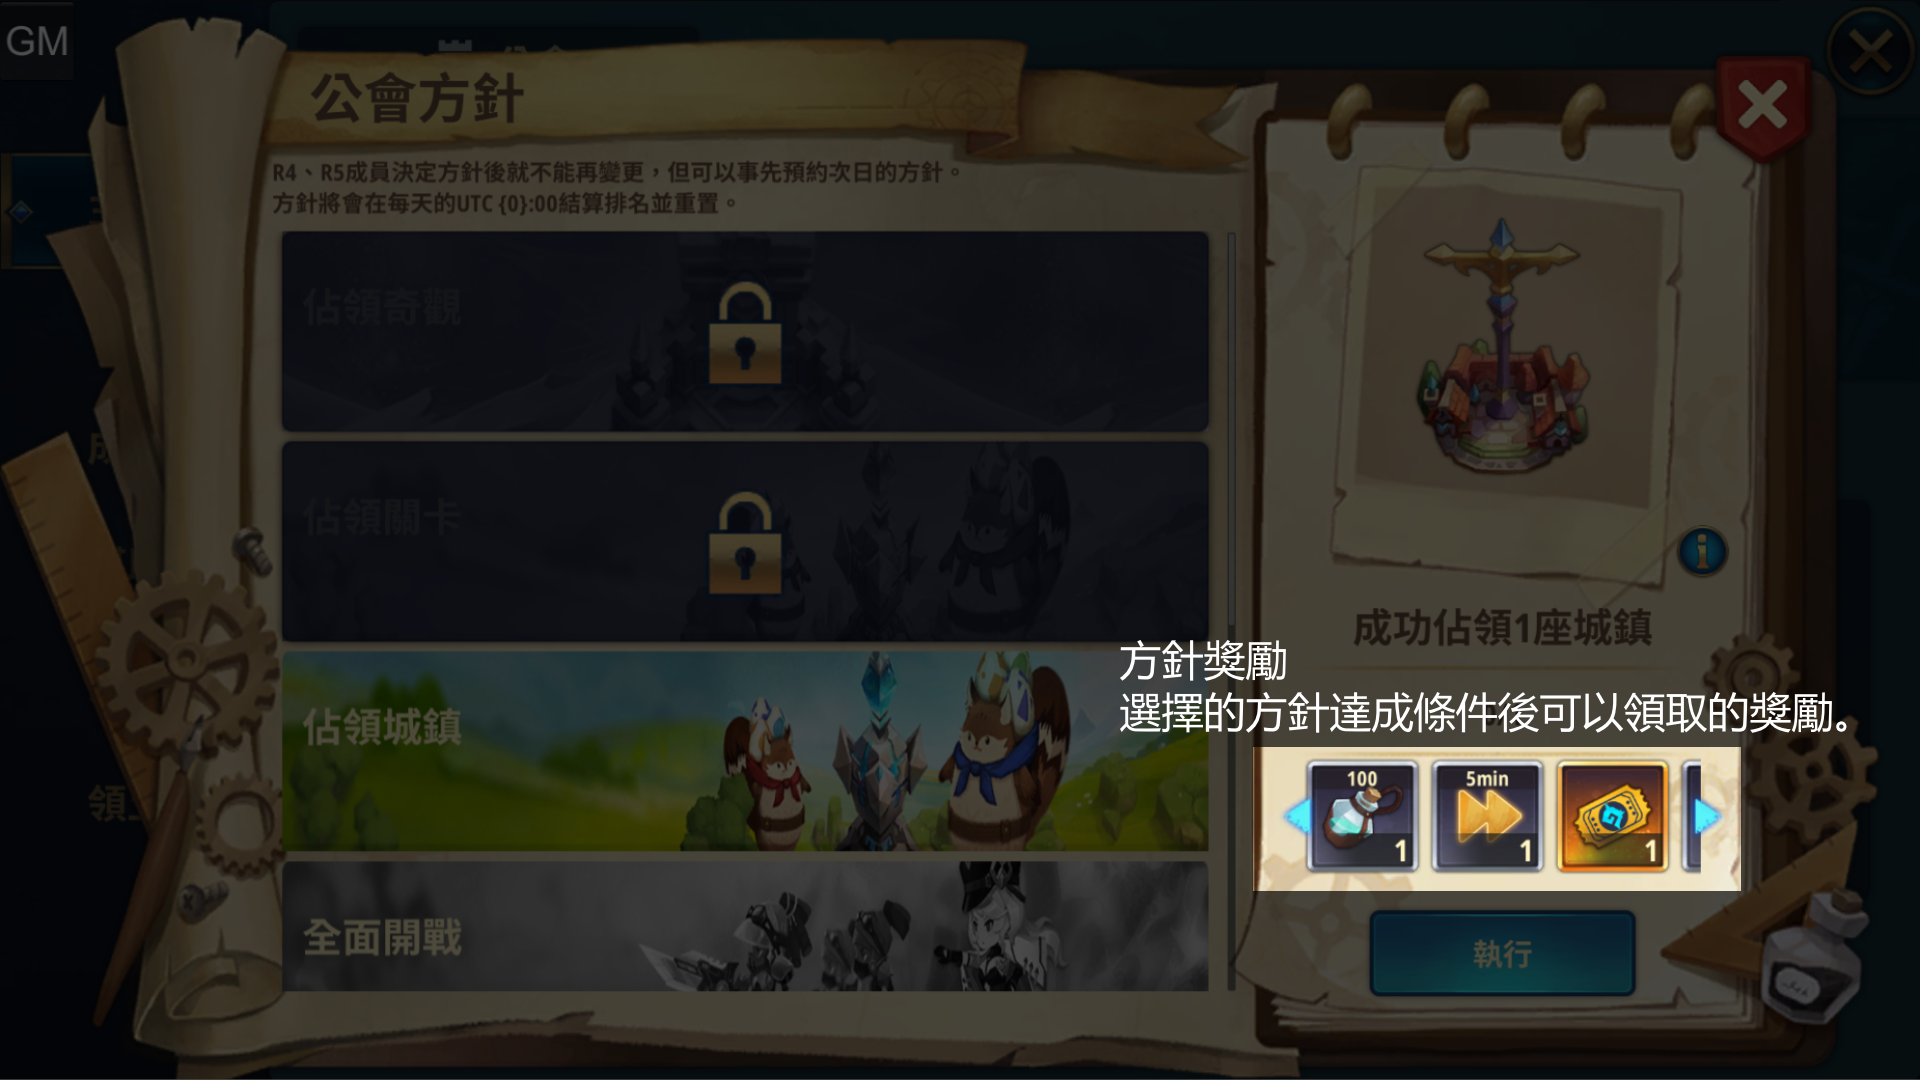 GM
公會方針
R4、R5成員決定方針後就不能再變更，但可以事先預約次日的方針。
方針將會在每天的UTC {0}:00結算排名並重置。
佔領奇觀
佔領關卡
佔領城鎮
全面開戰
成功佔領1座城鎮
方針獎勵
選擇的方針達成條件後可以領取的獎勵。
100
1
5min
1
1
執行